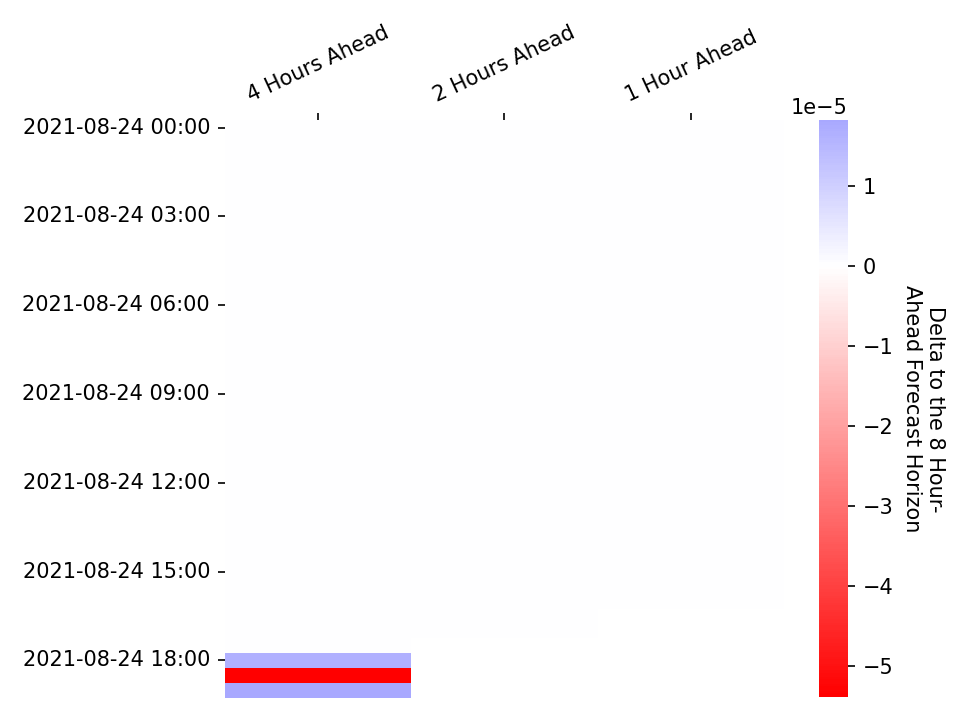 4 Hours Ahead
2 Hours Ahead
1 Hour Ahead
1e−5
2021-08-24 00:00
2021-08-24 03:00
2021-08-24 06:00
2021-08-24 09:00
2021-08-24 12:00
2021-08-24 15:00
2021-08-24 18:00
1
0
−1
−2
−3
−4
−5
Delta to the 8 Hour-
Ahead Forecast Horizon